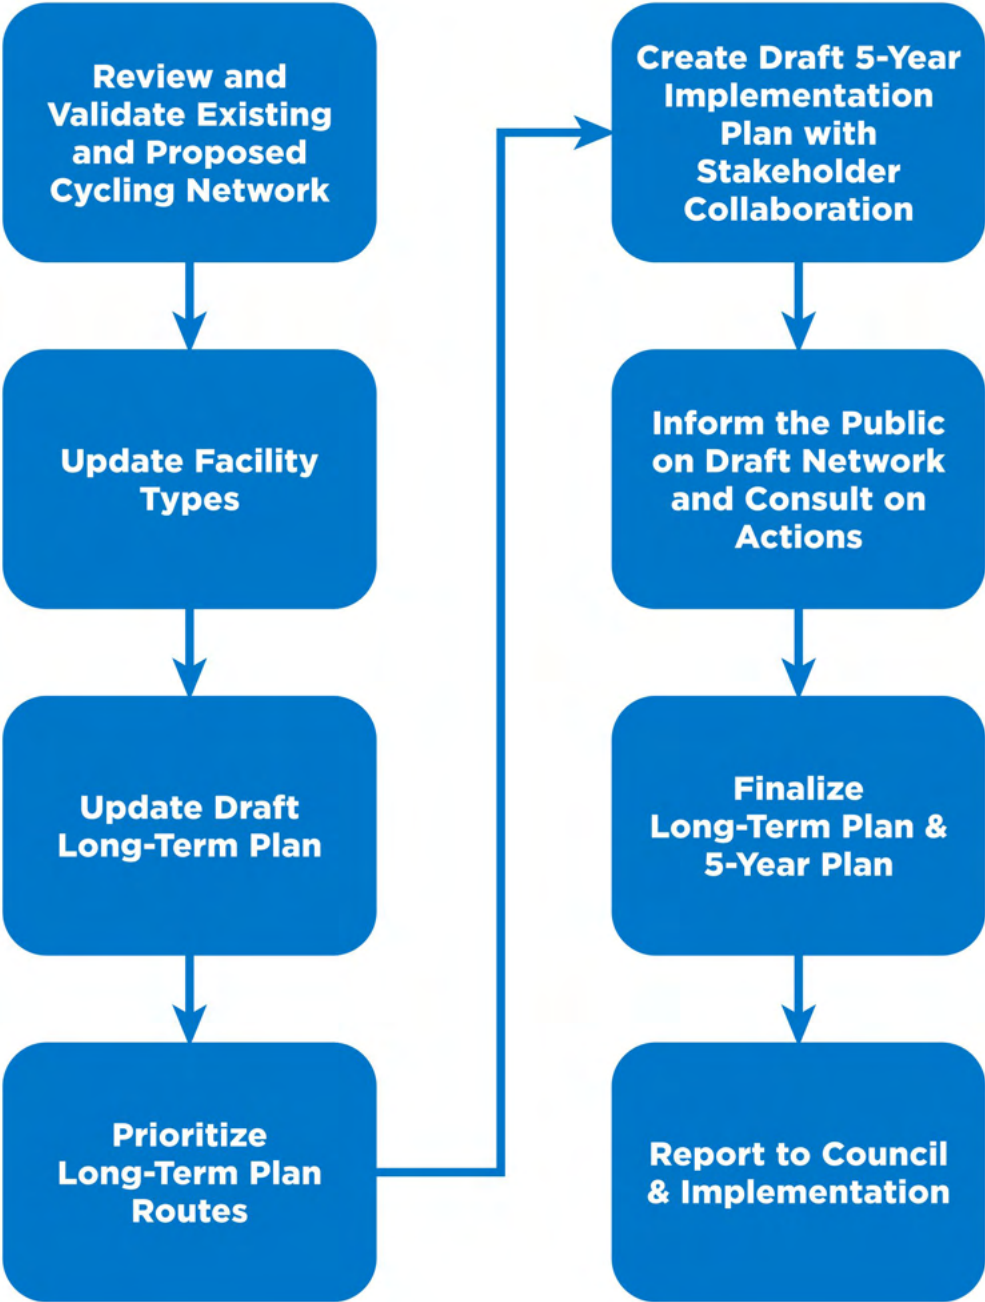 Review and
Validate Existing
and Proposed
Cycling Network
Update Facility
Types
Update Draft
Long-Term Plan
Prioritize
Long-Term Plan
Routes
Create Draft 5-Year
Implementation
Plan with
Stakeholder
Collaboration
Inform the Public
on Draft Network
and Consult on
Actions
Finalize
Long-Term Plan &
5-Year Plan
Report to Council
& Implementation